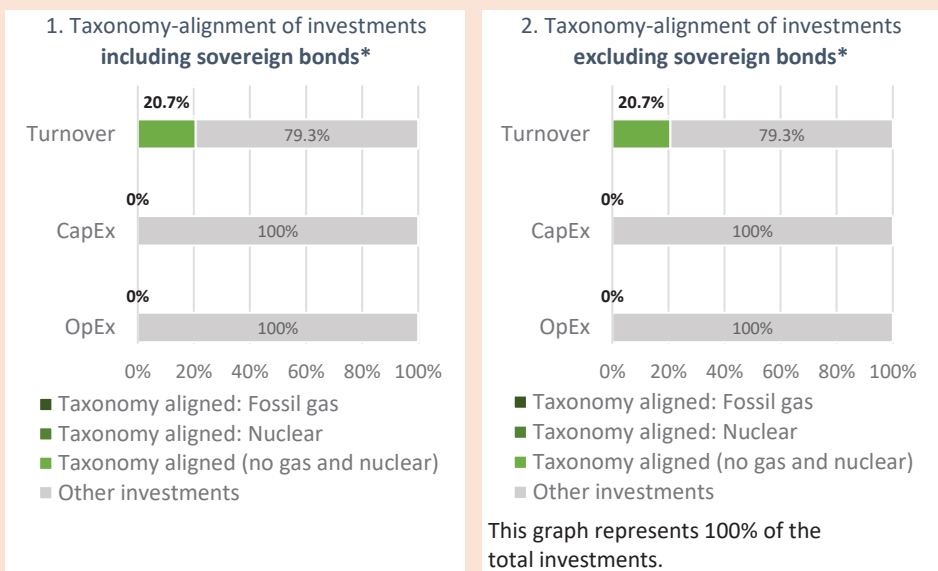 1. Taxonomy-alignment of investments
including sovereign bonds*
20.7%
Turnover
79.3%
0%
CapEx
100%
0%
OpEx
100%
0% 20% 40% 60% 80% 100%
Taxonomy aligned: Fossil gas
Taxonomy aligned: Nuclear
Taxonomy aligned (no gas and nuclear)
Other investments
2. Taxonomy-alignment of investments
excluding sovereign bonds*
20.7%
Turnover
79.3%
0%
CapEx
100%
0%
OpEx
100%
0% 20% 40% 60% 80% 100%
Taxonomy aligned: Fossil gas
Taxonomy aligned: Nuclear
Taxonomy aligned (no gas and nuclear)
Other investments
This graph represents 100% of the
total investments.